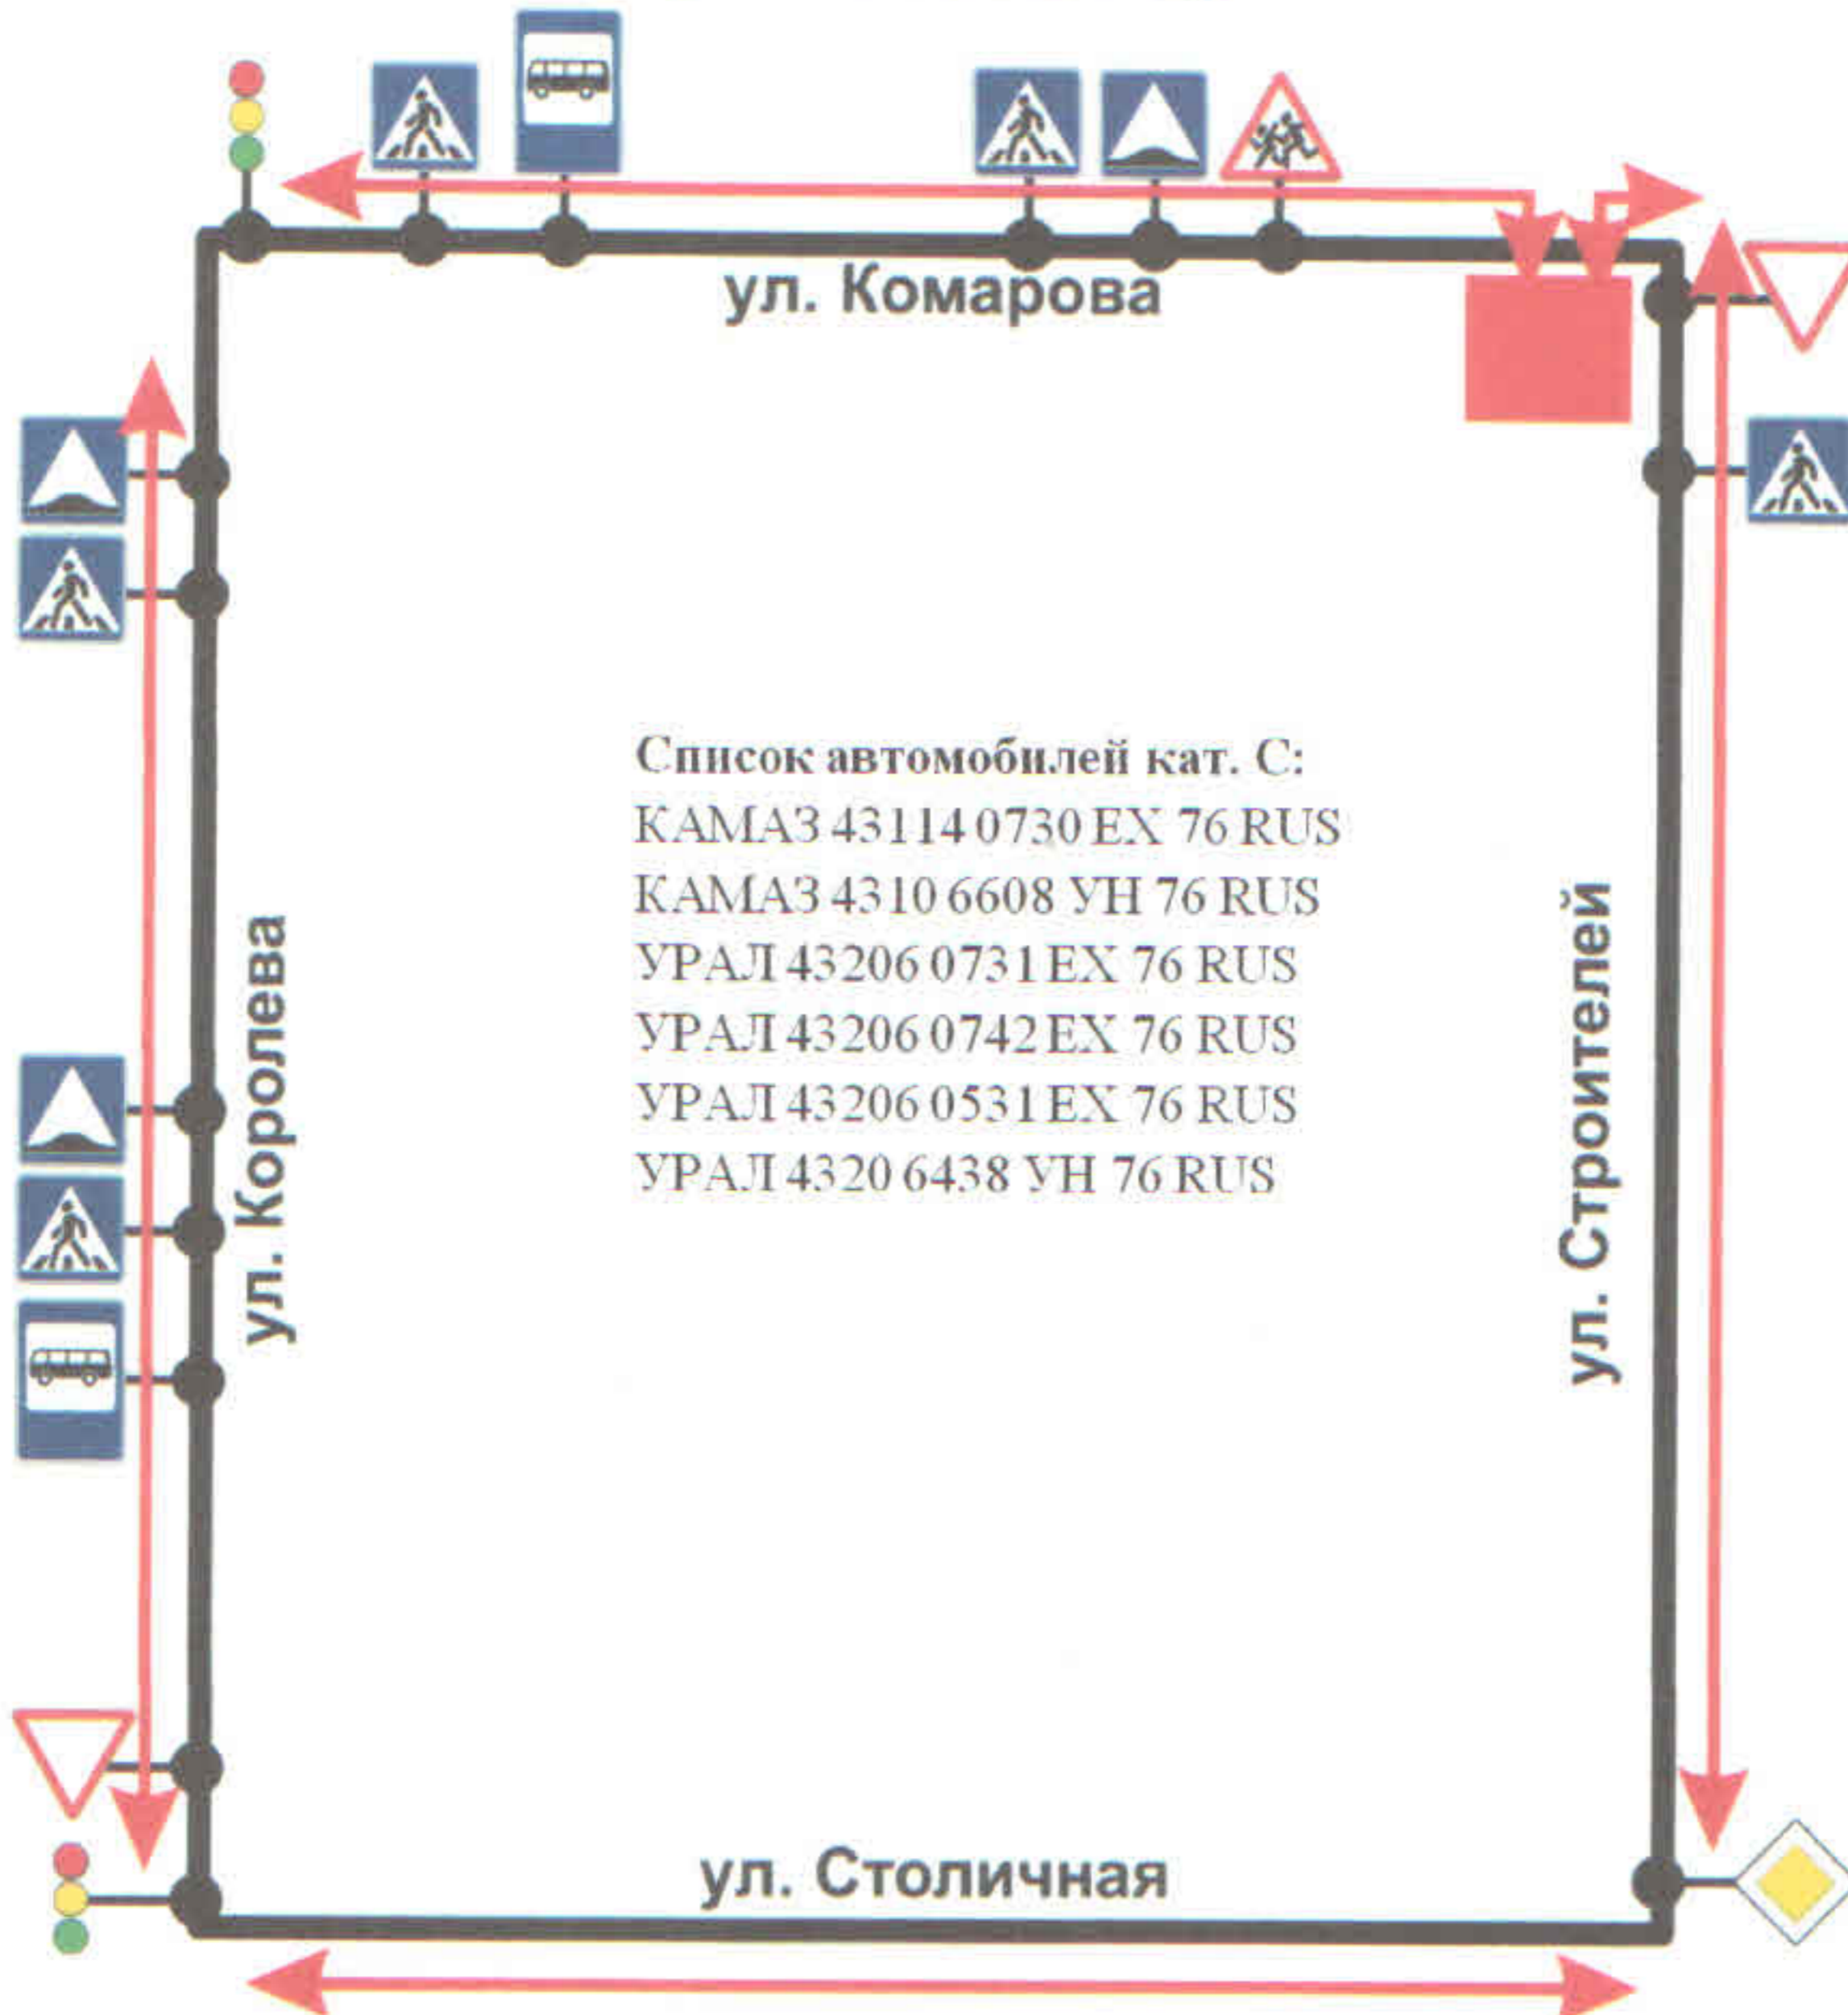 ул. Комарова
Список автомобилей кат. С:
КАМАЗ 43114 0730 ЕХ 76 RUS
КАМАЗ 4310 6608 УН 76 RUS
УРАЛ 43206 0731 ЕХ 76 RUS
УРАЛ 43206 0742 ЕХ 76 RUS
УРАЛ 43206 0531 ЕХ 76 RUS
УРАЛ 4320 6438 УН 76 RUS
ул. Королева
ул. Строителей
ул. Столичная